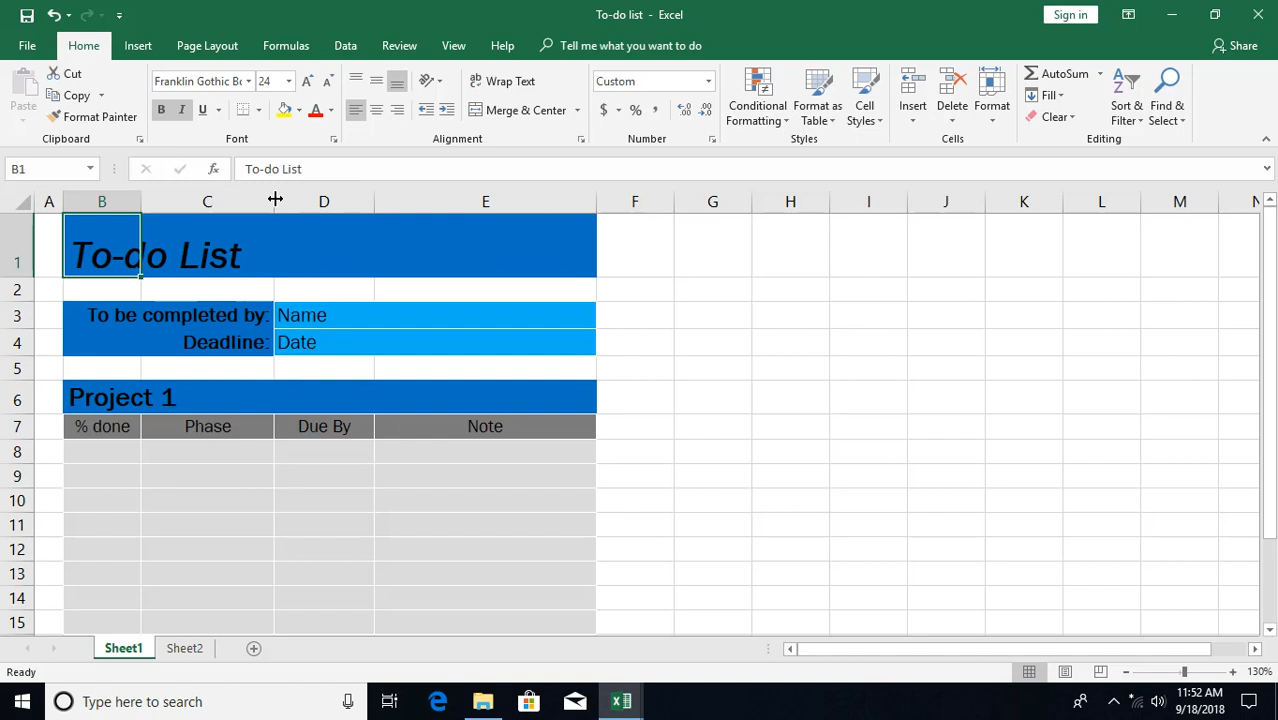 To-do list - Excel
Sign in
File Home Insert Page Layout Formulas Data Review View Help Tell me what you want to do Share
Paste
Cut
Copy
Format Painter
Clipboard
Franklin Gothic Bo 24
B I U
Font
Wrap Text
Merge & Center
Alignment
Custom
$ % ,
Number
Conditional Formatting
Format as Table
Cell Styles
Styles
Insert Delete Format
Cells
AutoSum
Fill
Clear
Sort & Filter
Find & Select
Editing
B1 fx To-do List
A B C D E F G H I J K L M N
1 To-do List
2
3 To be completed by: Name
4 Deadline: Date
5
6 Project 1
7 % done Phase Due By Note
8
9
10
11
12
13
14
15
Sheet1 Sheet2
Ready 130%
Type here to search
11:52 AM
9/18/2018